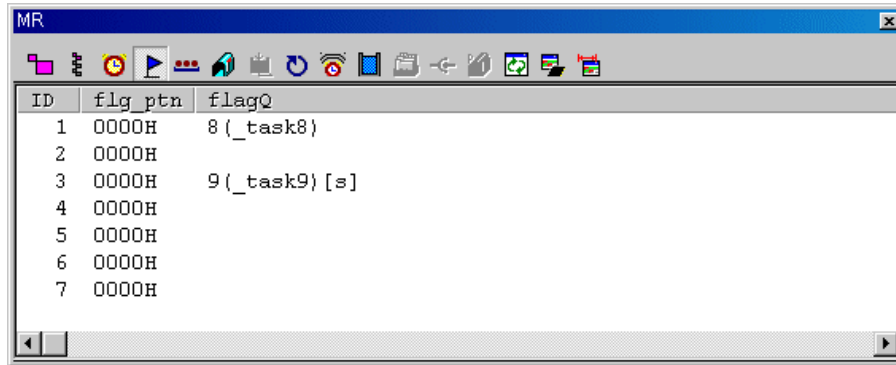 MR
ID flg_ptn flagQ
1 0000H 8(_task8)
2 0000H
3 0000H 9(_task9)[s]
4 0000H
5 0000H
6 0000H
7 0000H